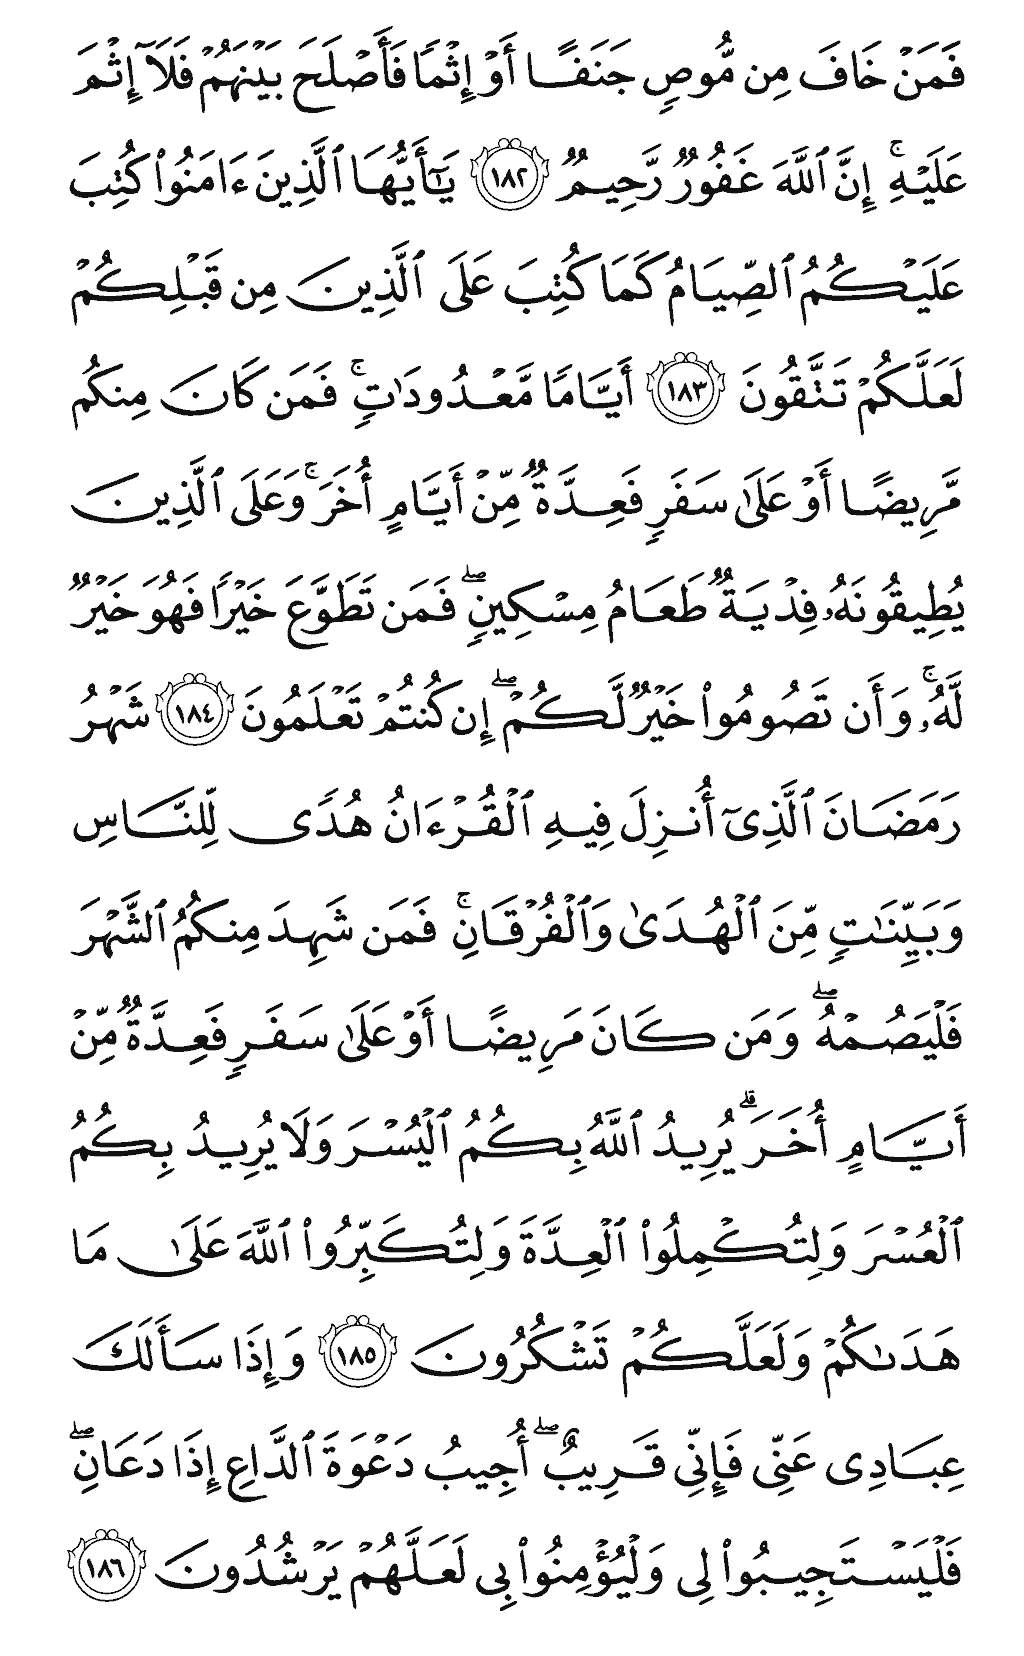 فَمَنۡ خَافَ مِن مُّوصٖ جَنَفًا أَوۡ إِثۡمٗا فَأَصۡلَحَ بَيۡنَهُمۡ فَلَآ إِثۡمَ
عَلَيۡهِۚ إِنَّ ٱللَّهَ غَفُورٞ رَّحِيمٞ ١٨٢ يَٰٓأَيُّهَا ٱلَّذِينَ ءَامَنُواْ كُتِبَ
عَلَيۡكُمُ ٱلصِّيَامُ كَمَا كُتِبَ عَلَى ٱلَّذِينَ مِن قَبۡلِكُمۡ
لَعَلَّكُمۡ تَتَّقُونَ ١٨٣ أَيَّامٗا مَّعۡدُودَٰتٖۚ فَمَن كَانَ مِنكُم
مَّرِيضًا أَوۡ عَلَىٰ سَفَرٖ فَعِدَّةٞ مِّنۡ أَيَّامٍ أُخَرَۚ وَعَلَى ٱلَّذِينَ
يُطِيقُونَهُۥ فِدۡيَةٞ طَعَامُ مِسۡكِينٖۖ فَمَن تَطَوَّعَ خَيۡرٗا فَهُوَ خَيۡرٞ
لَّهُۥۚ وَأَن تَصُومُواْ خَيۡرٞ لَّكُمۡۖ إِن كُنتُمۡ تَعۡلَمُونَ ١٨٤ شَهۡرُ
رَمَضَانَ ٱلَّذِيٓ أُنزِلَ فِيهِ ٱلۡقُرۡءَانُ هُدٗى لِّلنَّاسِ
وَبَيِّنَٰتٖ مِّنَ ٱلۡهُدَىٰ وَٱلۡفُرۡقَانِۚ فَمَن شَهِدَ مِنكُمُ ٱلشَّهۡرَ
فَلۡيَصُمۡهُۖ وَمَن كَانَ مَرِيضًا أَوۡ عَلَىٰ سَفَرٖ فَعِدَّةٞ مِّنۡ
أَيَّامٍ أُخَرَۗ يُرِيدُ ٱللَّهُ بِكُمُ ٱلۡيُسۡرَ وَلَا يُرِيدُ بِكُمُ
ٱلۡعُسۡرَ وَلِتُكۡمِلُواْ ٱلۡعِدَّةَ وَلِتُكَبِّرُواْ ٱللَّهَ عَلَىٰ مَا
هَدَىٰكُمۡ وَلَعَلَّكُمۡ تَشۡكُرُونَ ١٨٥ وَإِذَا سَأَلَكَ
عِبَادِي عَنِّي فَإِنِّي قَرِيبٌۖ أُجِيبُ دَعۡوَةَ ٱلدَّاعِ إِذَا دَعَانِۖ
فَلۡيَسۡتَجِيبُواْ لِي وَلۡيُؤۡمِنُواْ بِي لَعَلَّهُمۡ يَرۡشُدُونَ ١٨٦